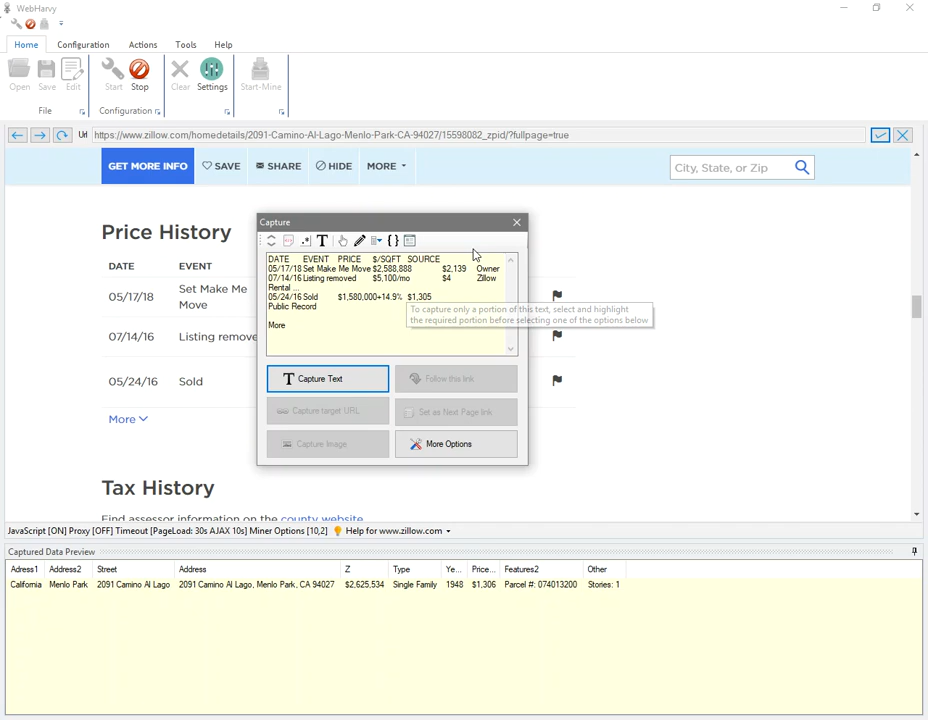 WebHarvy
Home Configuration Actions Tools Help
Open Save Edit Start Stop Clear Settings Start-Mine
File Configuration
Url https://www.zillow.com/homedetails/2091-Camino-Al-Lago-Menlo-Park-CA-94027/15598082_zpid/?fullpage=true
GET MORE INFO SAVE SHARE HIDE MORE City, State, or Zip
Price History
DATE EVENT
05/17/18 Set Make Me
Move
07/14/16 Listing remove
05/24/16 Sold
More
Capture
DATE EVENT PRICE $/SQFT SOURCE
05/17/18 Set Make Me Move $2,588,888 $2,139 Owner
07/14/16 Listing removed $5,100/mo $4 Zillow
Rental ...
05/24/16 Sold $1,580,000+14.9% $1,305
Public Record
More
To capture only a portion of this text, select and highlight
the required portion before selecting one of the options below
T Capture Text Follow this link
Capture target URL Set as Next Page link
Capture Image More Options
Tax History
Find assessor information on the county website
JavaScript [ON] Proxy [OFF] Timeout [PageLoad: 30s AJAX 10s] Miner Options [10,2] Help for www.zillow.com
Captured Data Preview
Adress1 Address2 Street Address Z Type Ye... Price... Features2 Other
California Menlo Park 2091 Camino Al Lago 2091 Camino Al Lago, Menlo Park, CA 94027 $2,625,534 Single Family 1948 $1,306 Parcel #: 074013200 Stories: 1